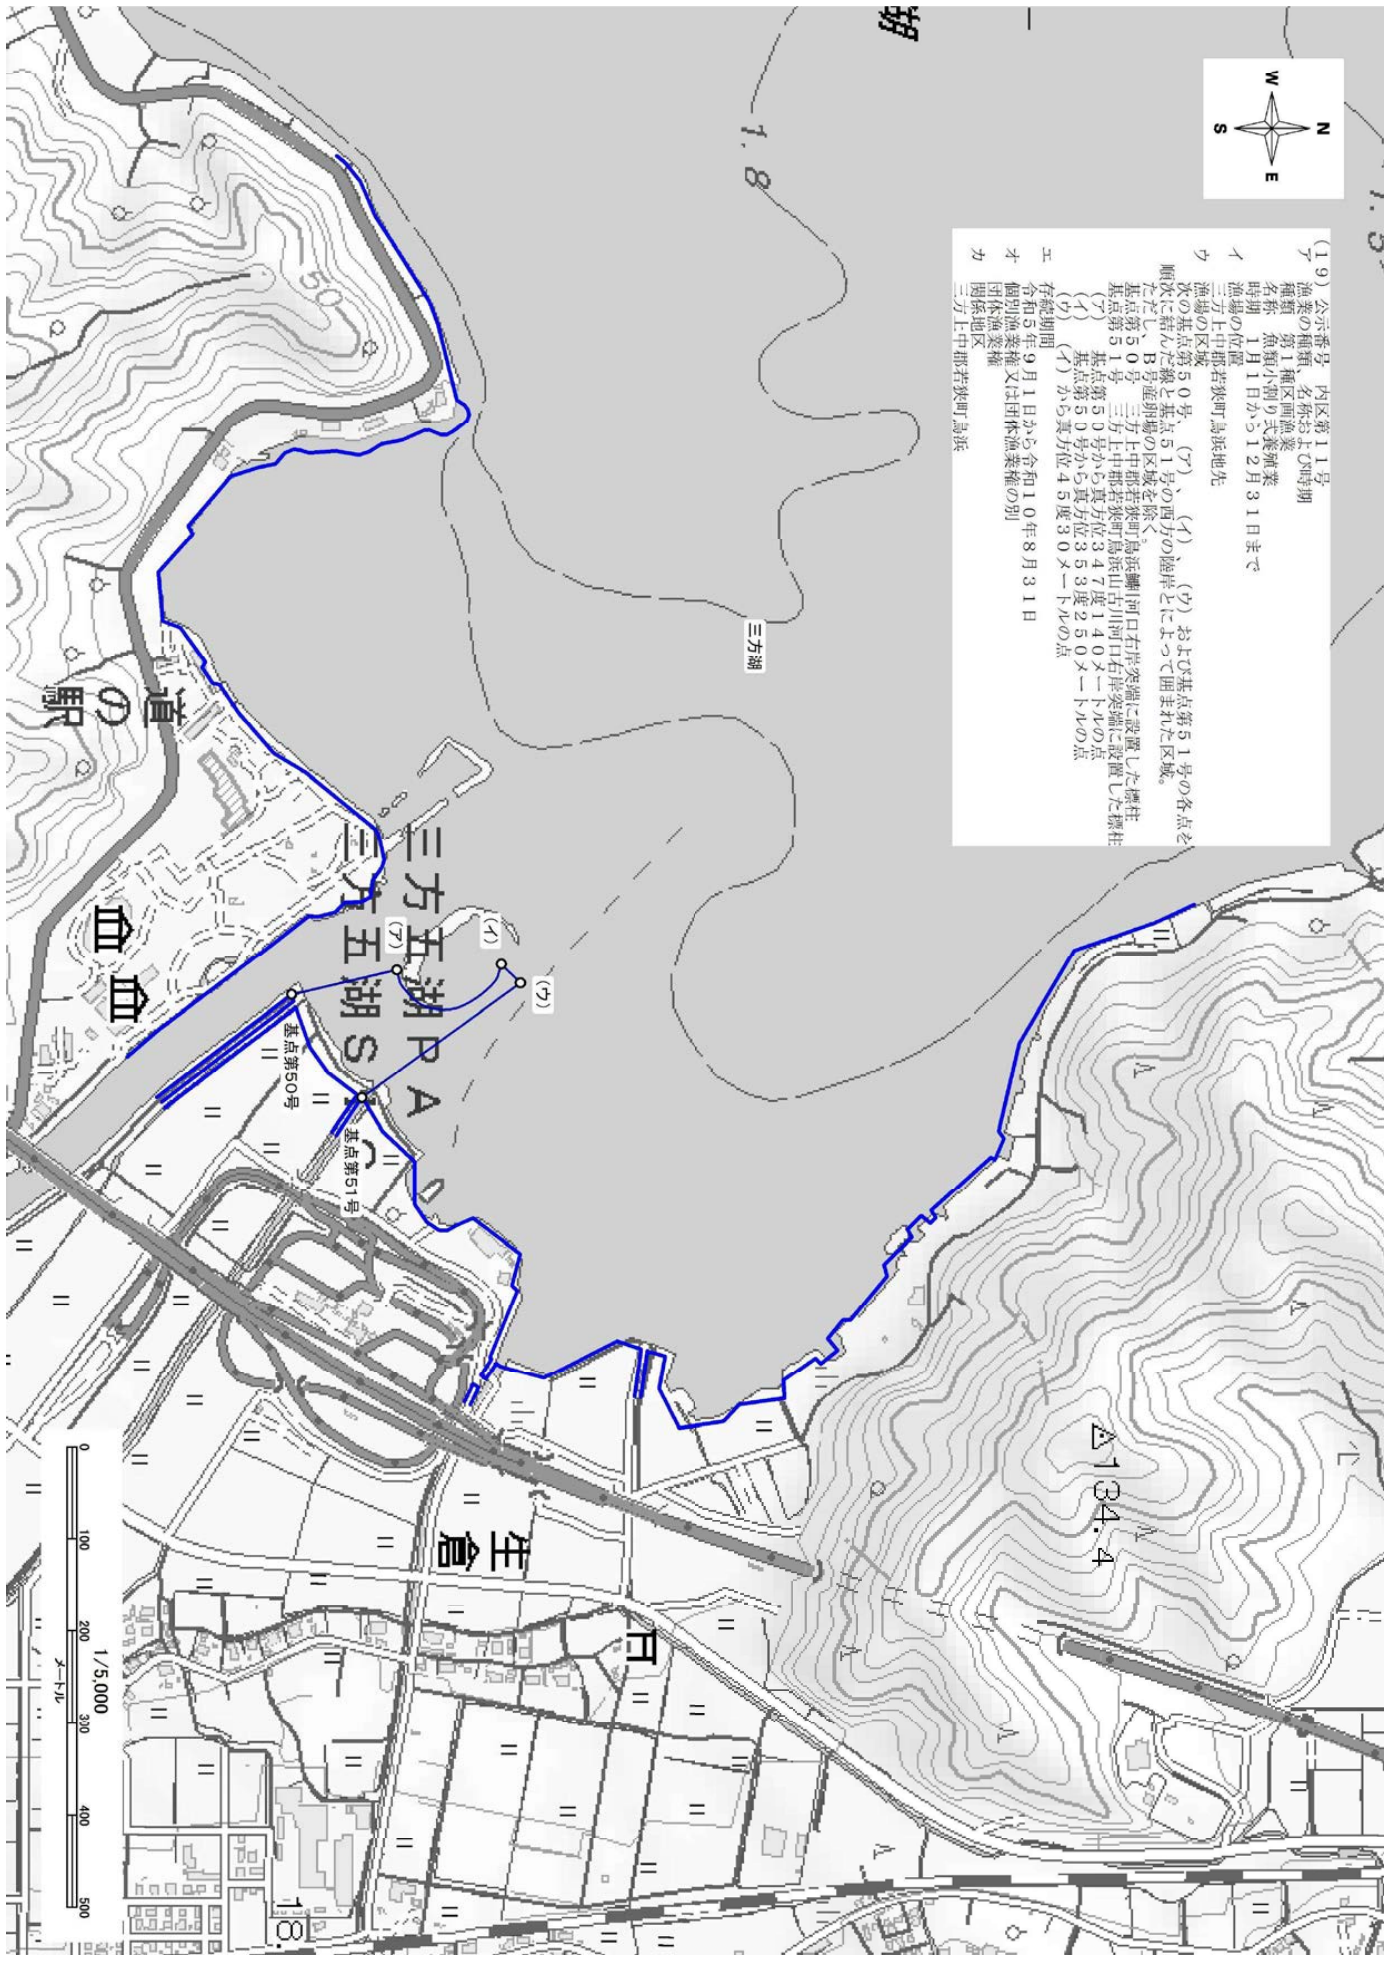 (19) 公示番号 内区第11号
ア 漁業の種類、名称および時期
種類 第1種区画漁業
名称 魚類小割り式養殖業
時期 1月1日から12月31日まで
イ 漁場の位置
三方上中郡若狭町鳥浜地先
ウ 漁場の区域
次の基点第50号、(ア)、(イ)、(ウ)および基点第51号の各点を
順次に結んだ線と基点51号の西方の陸岸とによって囲まれた区域。
ただし、B号産卵場の区域を除く。
基点第50号 三方上中郡若狭町鳥浜鰣川河口右岸突端に設置した標柱
基点第51号 三方上中郡若狭町鳥浜山古川河口右岸突端に設置した標柱
(ア) 基点第50号から真方位347度140メートルの点
(イ) 基点第50号から真方位353度250メートルの点
(ウ) (イ)から真方位45度30メートルの点
エ 存続期間
令和5年9月1日から令和10年8月31日
オ 個別漁業権又は団体漁業権の別
団体漁業権
カ 関係地区
三方上中郡若狭町鳥浜
N
W
E
S
湖
1.5
1.8
三方湖
50
道
の
駅
三方五湖PA
三方五湖S
IC
(ア)
(イ)
(ウ)
基点第50号
基点第51号
134.4
生
倉
18.
1/5,000
0 100 200 300 400 500
メートル